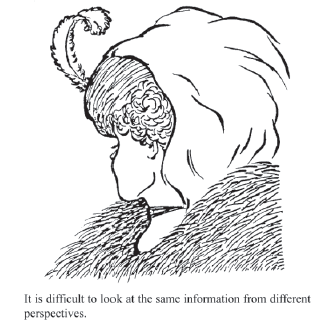 It is difficult to look at the same information from different
perspectives.